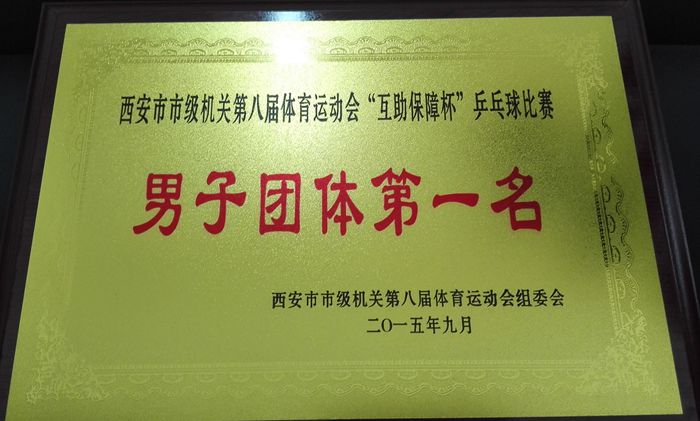 西安市市级机关第八届体育运动会“互助保障杯”乒乓球比赛
男子团体第一名
西安市市级机关第八届体育运动会组委会
二〇一五年九月